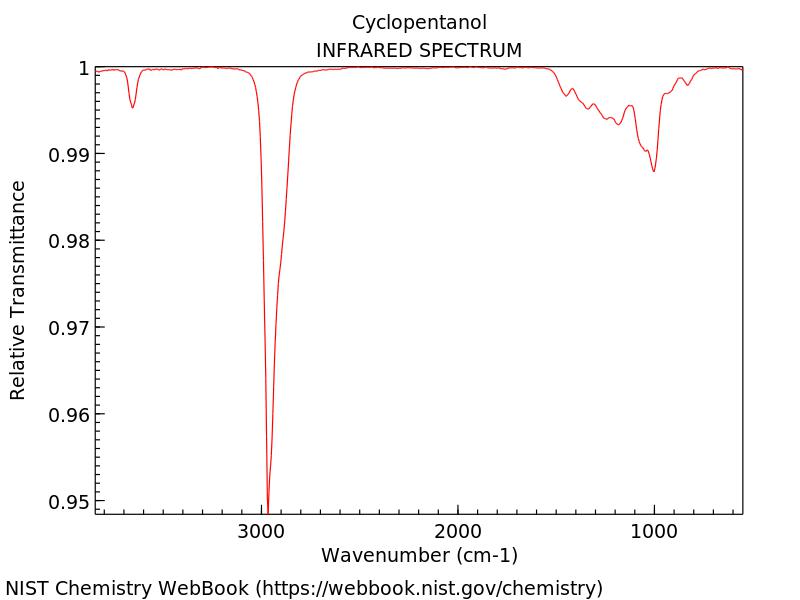 Cyclopentanol
INFRARED SPECTRUM
1
0.99
0.98
0.97
0.96
0.95
Relative Transmittance
3000 2000 1000
Wavenumber (cm-1)
NIST Chemistry WebBook (https://webbook.nist.gov/chemistry)